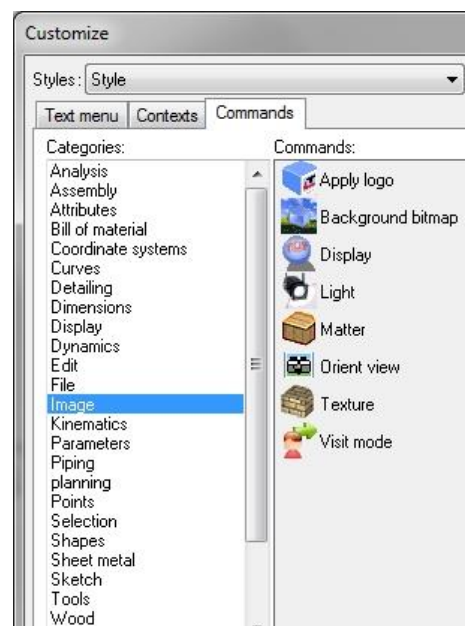 Customize
Styles: Style
Text menu Contexts Commands
Categories:
Analysis
Assembly
Attributes
Bill of material
Coordinate systems
Curves
Detailing
Dimensions
Display
Dynamics
Edit
File
Image
Kinematics
Parameters
Piping
planning
Points
Selection
Shapes
Sheet metal
Sketch
Tools
Wood
Commands:
Apply logo
Background bitmap
Display
Light
Matter
Orient view
Texture
Visit mode